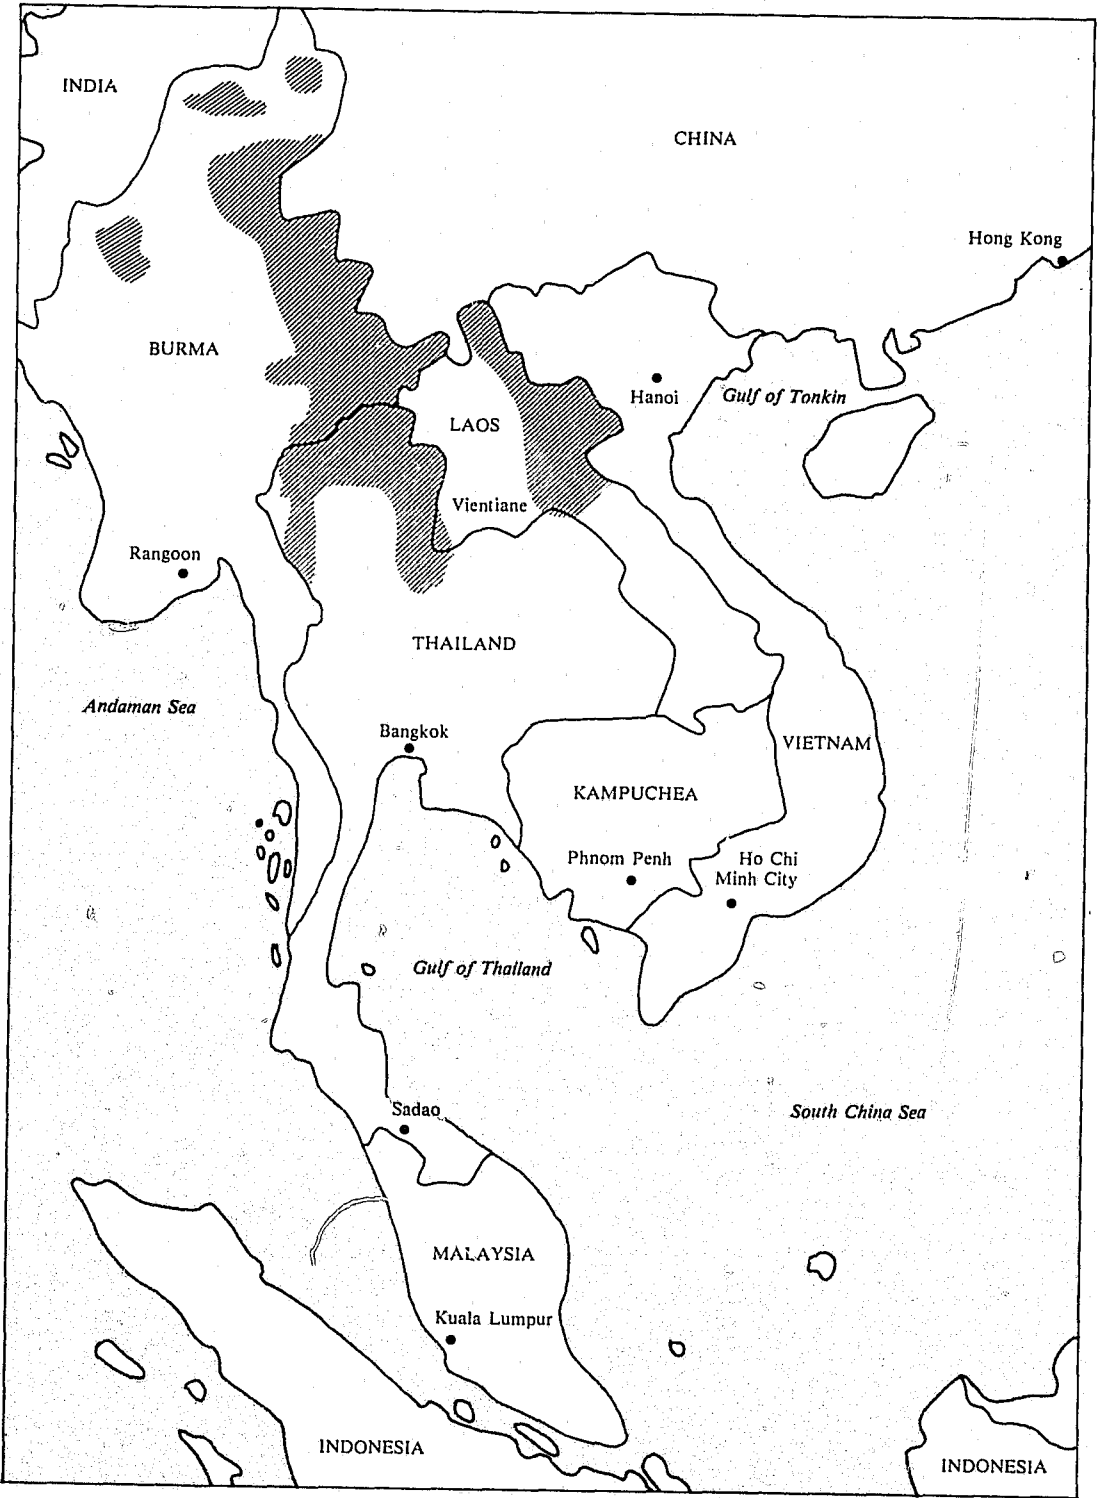 INDIA
CHINA
Hong Kong
BURMA
Hanoi
Gulf of Tonkin
LAOS
Vientiane
Rangoon
THAILAND
Andaman Sea
Bangkok
VIETNAM
KAMPUCHEA
Phnom Penh
Ho Chi
Minh City
Gulf of Thailand
Sadao
South China Sea
MALAYSIA
Kuala Lumpur
INDONESIA
INDONESIA